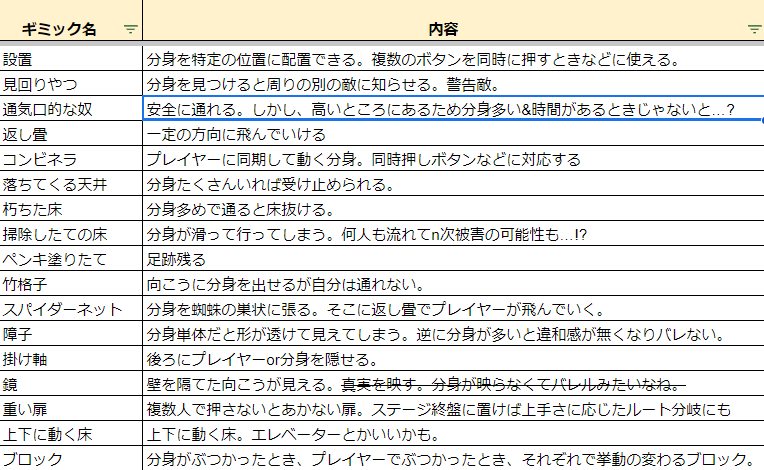 ギミック名 内容
設置 分身を特定の位置に配置できる。複数のボタンを同時に押すときなどに使える。
見回りやつ 分身を見つけると周りの別の敵に知らせる。警告敵。
通気口的な奴 安全に通れる。しかし、高いところにあるため分身多い&時間があるときじゃないと…?
返し畳 一定の方向に飛んでいける
コンビネラ プレイヤーに同期して動く分身。同時押しボタンなどに対応する
落ちてくる天井 分身たくさんいれば受け止められる。
朽ちた床 分身多めで通ると床抜ける。
掃除したての床 分身が滑って行ってしまう。何人も流れてn次被害の可能性も…!?
ペンキ塗りたて 足跡残る
竹格子 向こうに分身を出せるが自分は通れない。
スパイダーネット 分身を蜘蛛の巣状に張る。そこに返し畳でプレイヤーが飛んでいく。
障子 分身単体だと形が透けて見えてしまう。逆に分身が多いと違和感が無くなりバレない。
掛け軸 後ろにプレイヤーor分身を隠せる。
鏡 壁を隔てた向こうが見える。真実を映す。分身が映らなくてバレルみたいなね。
重い扉 複数人で押さないとあかない扉。ステージ終盤に置けば上手さに応じたルート分岐にも
上下に動く床 上下に動く床。エレベーターとかいいかも。
ブロック 分身がぶつかったとき、プレイヤーでぶつかったとき、それぞれで挙動の変わるブロック。